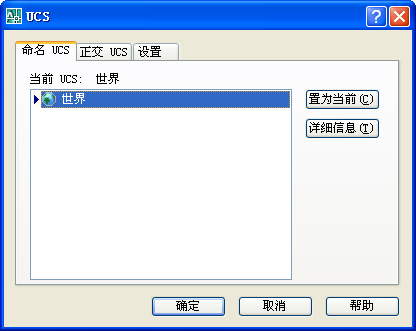 UCS
命名 UCS 正交 UCS 设置
当前 UCS: 世界
世界
置为当前(C)
详细信息(T)
确定 取消 帮助